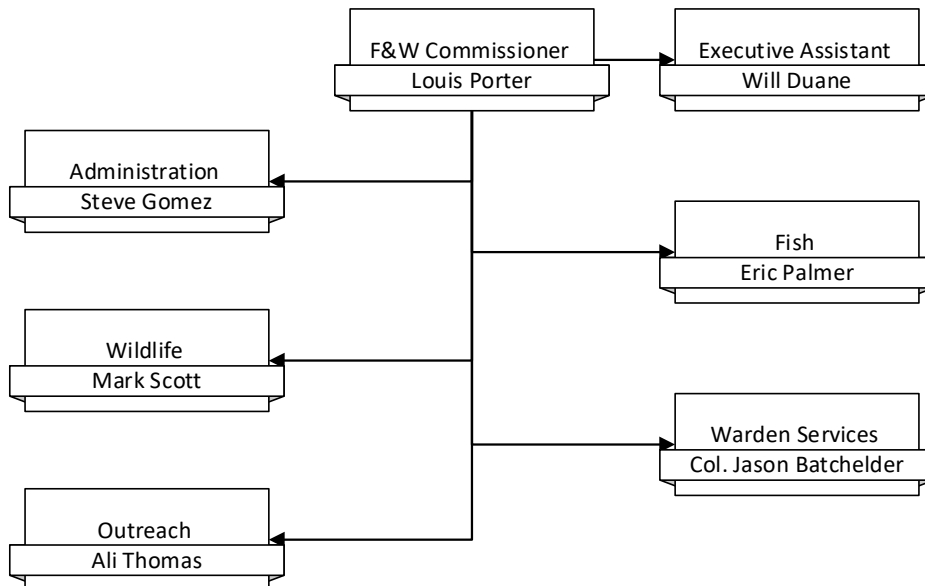 F&W Commissioner
Louis Porter
Executive Assistant
Will Duane
Administration
Steve Gomez
Fish
Eric Palmer
Wildlife
Mark Scott
Warden Services
Col. Jason Batchelder
Outreach
Ali Thomas